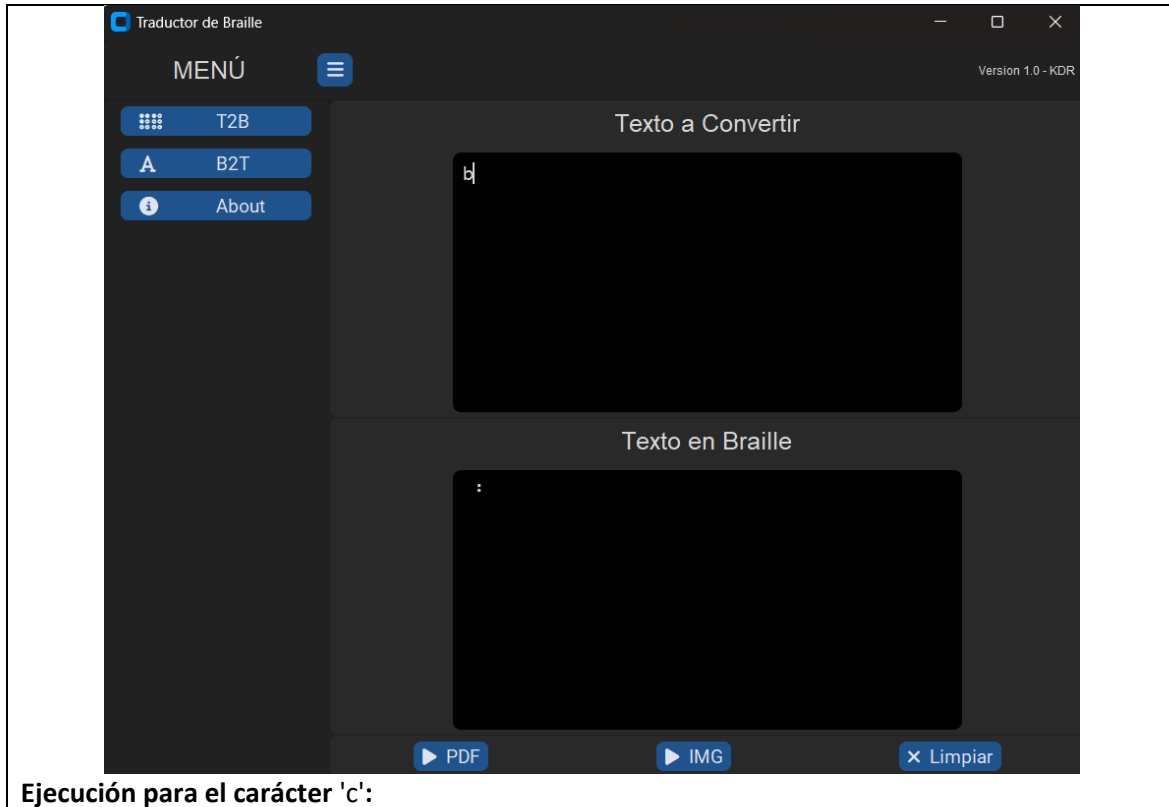 Traductor de Braille
MENÚ
Version 1.0 - KDR
T2B
B2T
About
Texto a Convertir
b
Texto en Braille
⠃
PDF
IMG
Limpiar
Ejecución para el carácter 'c':